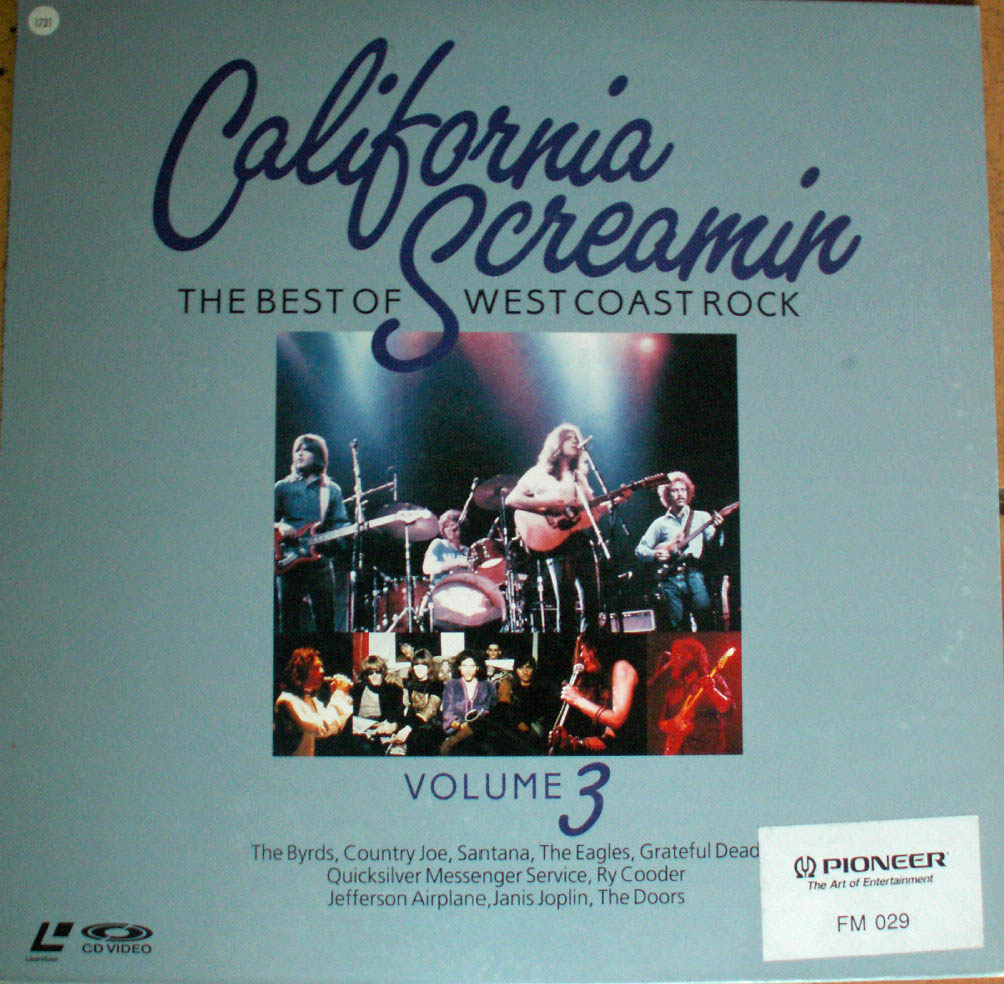 1731
California
Screamin
THE BEST OF WEST COAST ROCK
VOLUME 3
The Byrds, Country Joe, Santana, The Eagles, Grateful Dead
Quicksilver Messenger Service, Ry Cooder
Jefferson Airplane, Janis Joplin, The Doors
PIONEER
The Art of Entertainment
FM 029
LaserVision
CD VIDEO